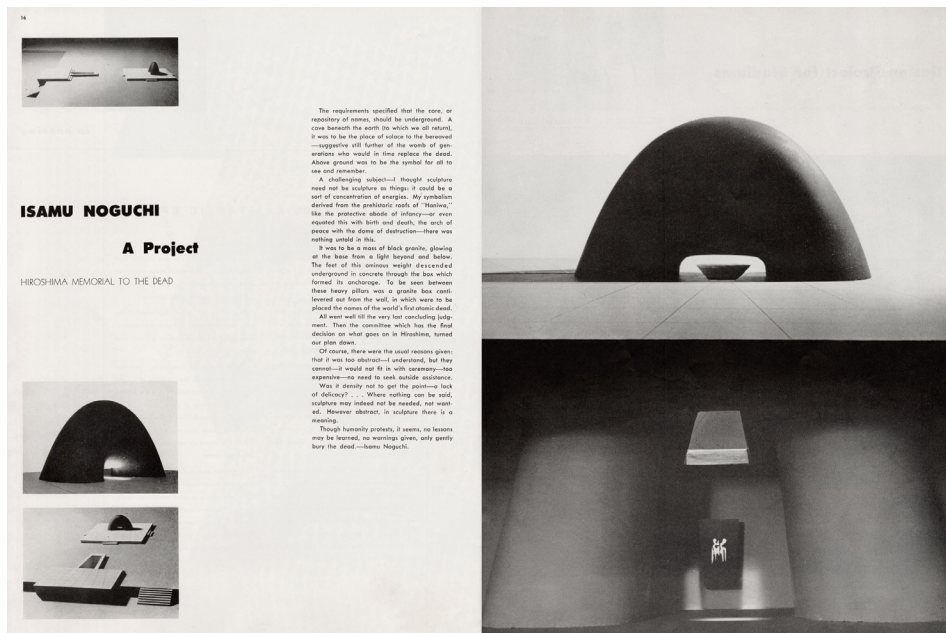 16
ISAMU NOGUCHI
A Project
HIROSHIMA MEMORIAL TO THE DEAD
The requirements specified that the core, or
repository of names, should be underground. A
cave beneath the earth (to which we all return),
it was to be the place of solace to the bereaved
—suggestive still further of the womb of gen-
erations who would in time replace the dead.
Above ground was to be the symbol for all to
see and remember.
A challenging subject—I thought sculpture
need not be sculpture as things: it could be a
sort of concentration of energies. My symbolism
derived from the prehistoric roofs of "Haniwa,"
like the protective abode of infancy—or even
equated this with birth and death, the arch of
peace with the dome of destruction—there was
nothing untold in this.
It was to be a mass of black granite, glowing
at the base from a light beyond and below.
The feet of this ominous weight descended
underground in concrete through the box which
formed its anchorage. To be seen between
these heavy pillars was a granite box canti-
levered out from the wall, in which were to be
placed the names of the world's first atomic dead.
All went well till the very last concluding judg-
ment. Then the committee which has the final
decision on what goes on in Hiroshima, turned
our plan down.
Of course, there were the usual reasons given:
that it was too abstract—I understand, but they
cannot—it would not fit in with ceremony—too
expensive—no need to seek outside assistance.
Was it density not to get the point—a lack
of delicacy? . . . Where nothing can be said,
sculpture may indeed not be needed, not want-
ed. However abstract, in sculpture there is a
meaning.
Though humanity protests, it seems, no lessons
may be learned, no warnings given, only gently
bury the dead.—Isamu Noguchi.